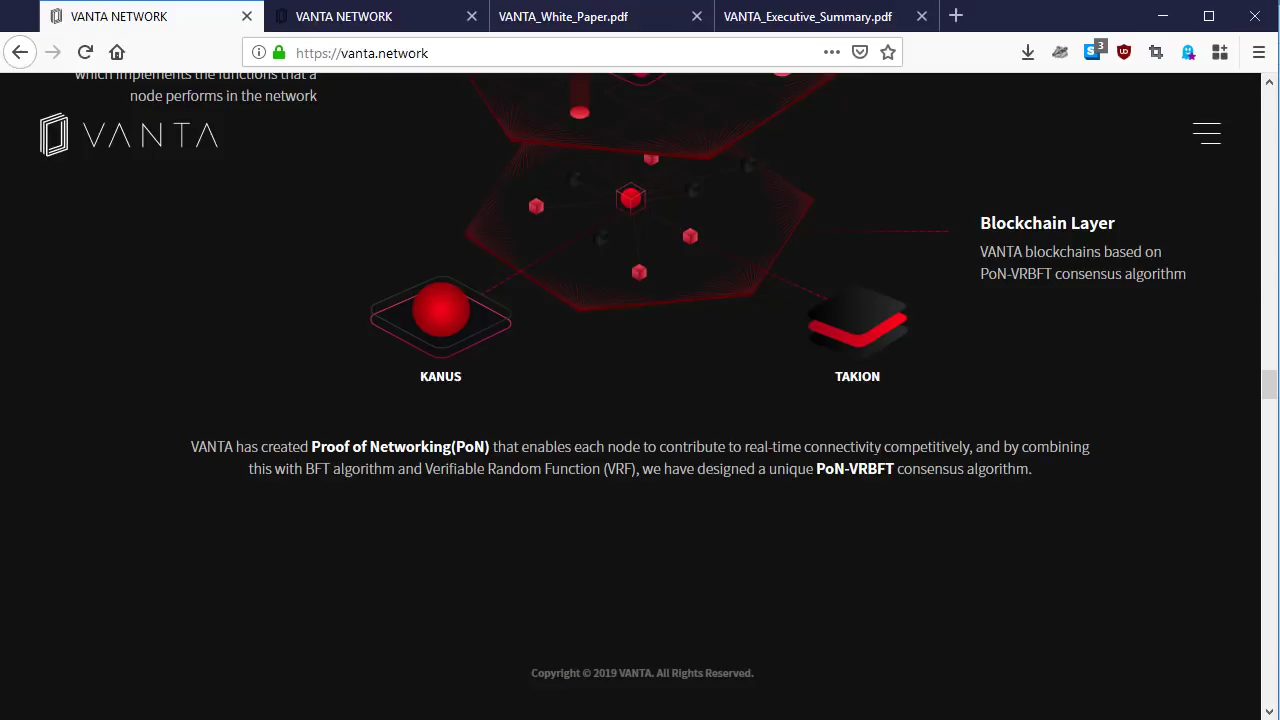 VANTA NETWORK
VANTA NETWORK
VANTA_White_Paper.pdf
VANTA_Executive_Summary.pdf
https://vanta.network
3
which implements the functions that a
node performs in the network
VANTA
Blockchain Layer
VANTA blockchains based on
PoN-VRBFT consensus algorithm
KANUS
TAKION
VANTA has created Proof of Networking(PoN) that enables each node to contribute to real-time connectivity competitively, and by combining
this with BFT algorithm and Verifiable Random Function (VRF), we have designed a unique PoN-VRBFT consensus algorithm.
Copyright © 2019 VANTA. All Rights Reserved.